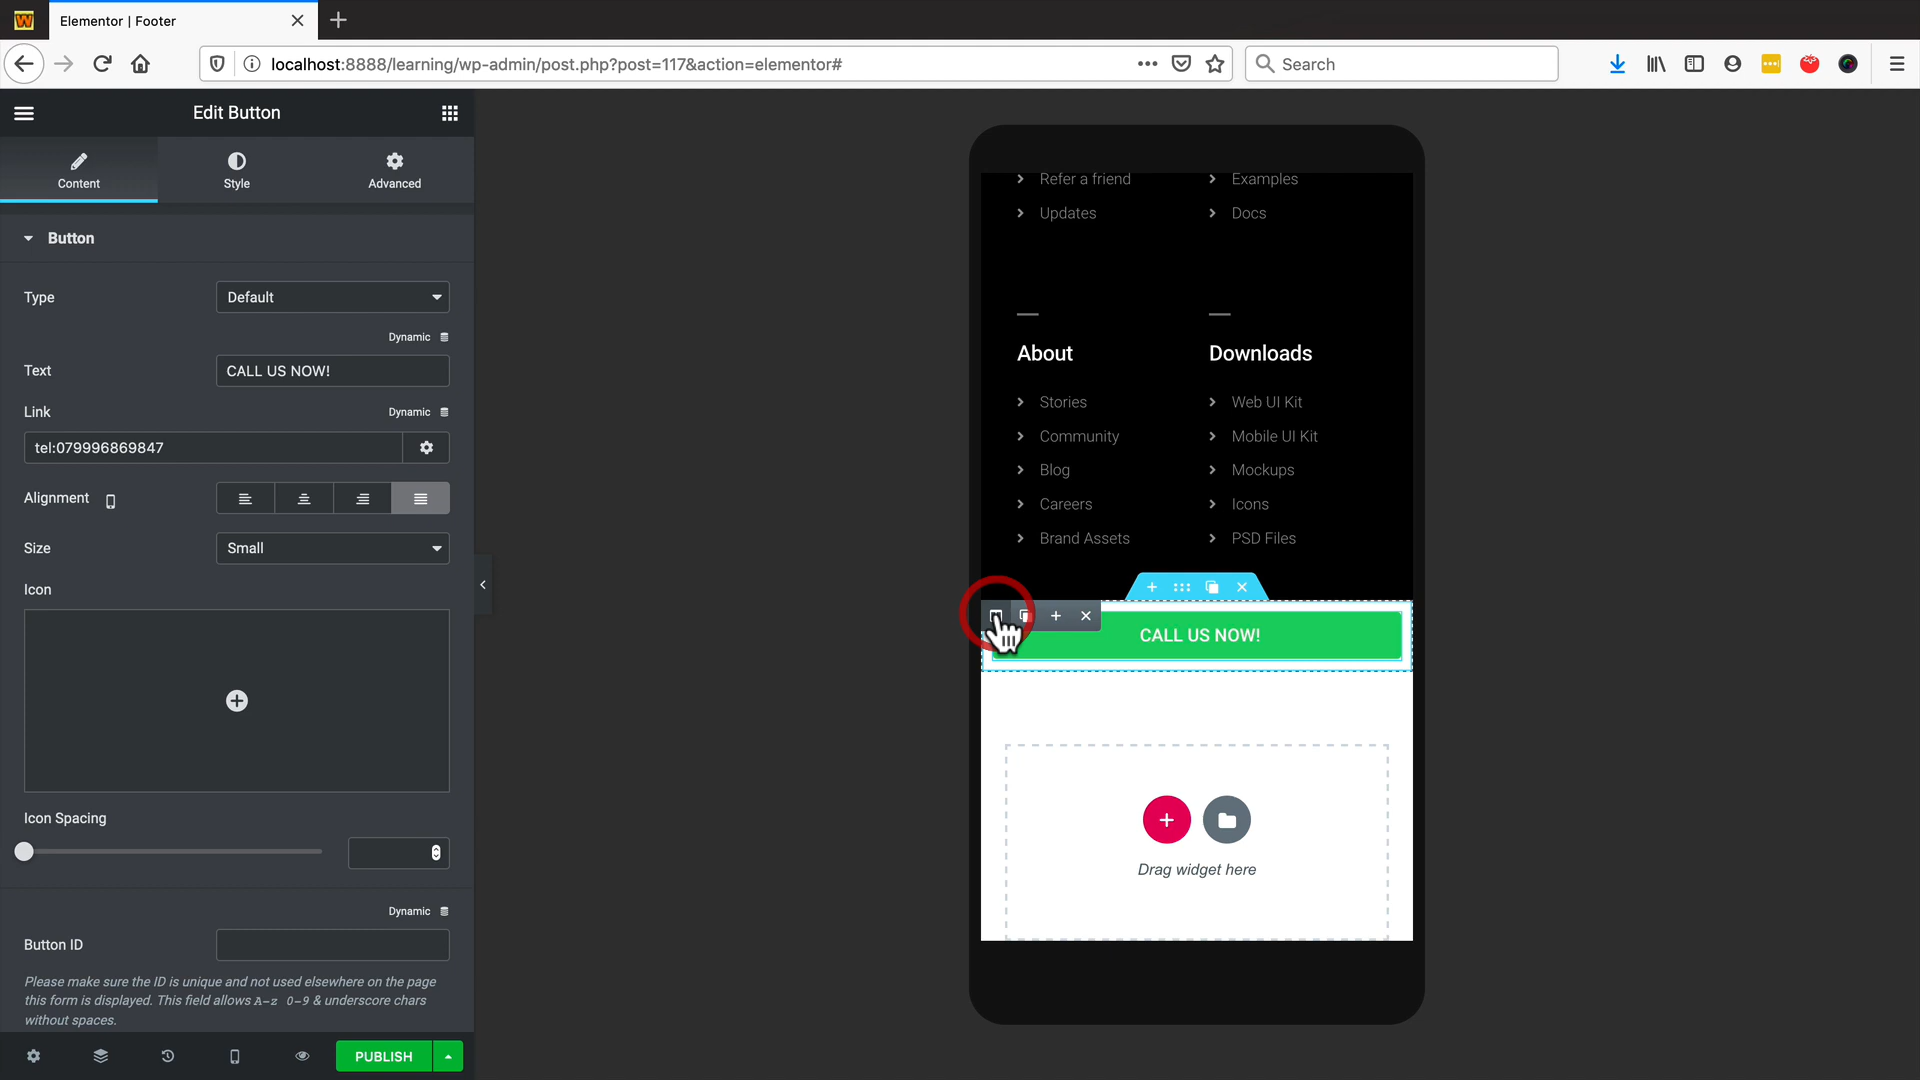 Elementor | Footer
localhost:8888/learning/wp-admin/post.php?post=117&action=elementor#
Search
Edit Button
Content
Style
Advanced
Button
Type
Default
Dynamic
Text
CALL US NOW!
Link
Dynamic
tel:079996869847
Alignment
Size
Small
Icon
Icon Spacing
Dynamic
Button ID
Please make sure the ID is unique and not used elsewhere on the page
this form is displayed. This field allows A-z 0-9 & underscore chars
without spaces.
PUBLISH
Refer a friend
Examples
Updates
Docs
About
Downloads
Stories
Web UI Kit
Community
Mobile UI Kit
Blog
Mockups
Careers
Icons
Brand Assets
PSD Files
CALL US NOW!
Drag widget here